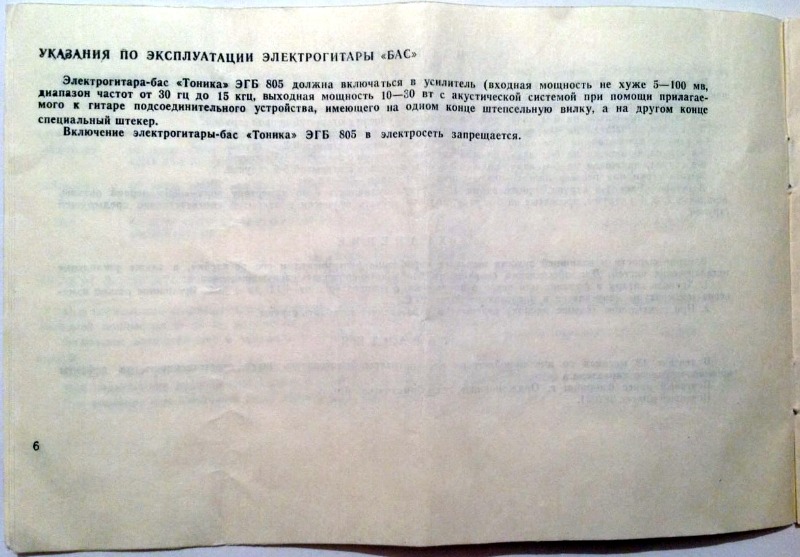 УКАЗАНИЯ ПО ЭКСПЛУАТАЦИИ ЭЛЕКТРОГИТАРЫ «БАС»
Электрогитара-бас «Тоника» ЭГБ 805 должна включаться в усилитель (входная мощность не хуже 5—100 мв,
диапазон частот от 30 гц до 15 кгц, выходная мощность 10—30 вт с акустической системой при помощи прилагае-
мого к гитаре подсоединительного устройства, имеющего на одном конце штепсельную вилку, а на другом конце
специальный штекер.
Включение электрогитары-бас «Тоника» ЭГБ 805 в электросеть запрещается.
6